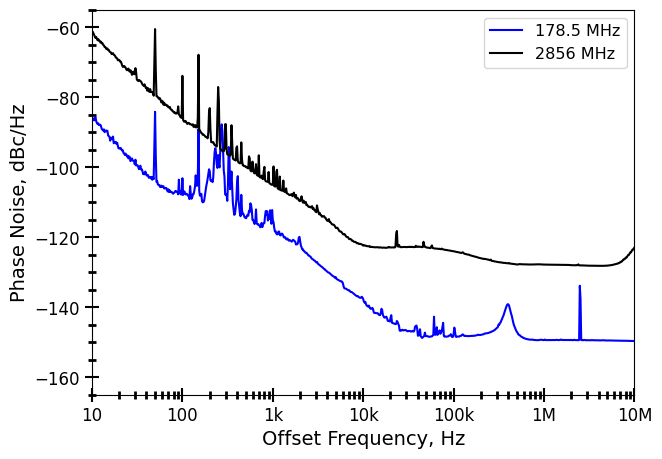 178.5 MHz
2856 MHz
Phase Noise, dBc/Hz
−60
−80
−100
−120
−140
−160
10 100 1k 10k 100k 1M 10M
Offset Frequency, Hz